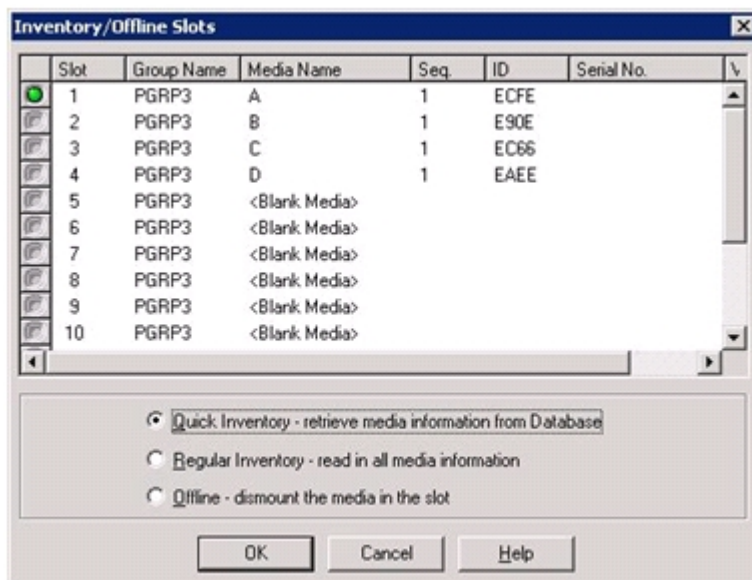 Inventory/Offline Slots
Slot Group Name Media Name Seq. ID Serial No. V
1 PGRP3 A 1 ECFE
2 PGRP3 B 1 E90E
3 PGRP3 C 1 EC66
4 PGRP3 D 1 EAEE
5 PGRP3 <Blank Media>
6 PGRP3 <Blank Media>
7 PGRP3 <Blank Media>
8 PGRP3 <Blank Media>
9 PGRP3 <Blank Media>
10 PGRP3 <Blank Media>
Quick Inventory - retrieve media information from Database
Regular Inventory - read in all media information
Offline - dismount the media in the slot
OK Cancel Help